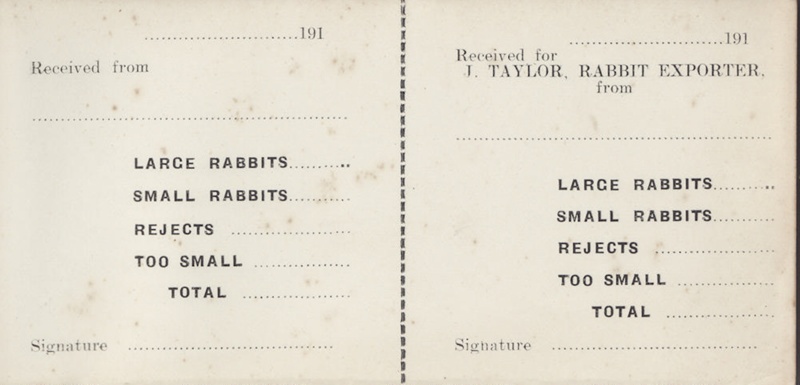 ....................191
Received from
........................................
LARGE RABBITS..........
SMALL RABBITS..........
REJECTS ..................
TOO SMALL ..............
TOTAL ................
Signature ..............................
....................191
Received for
J. TAYLOR, RABBIT EXPORTER,
from
........................................
LARGE RABBITS..........
SMALL RABBITS..........
REJECTS ..................
TOO SMALL ..............
TOTAL ................
Signature ..............................